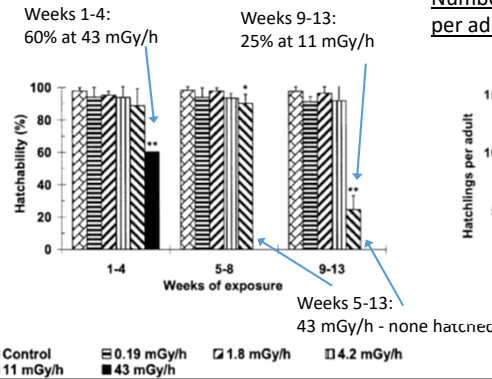 Weeks 1-4:
60% at 43 mGy/h
Weeks 9-13:
25% at 11 mGy/h
per ad
Hatchability (%)
100
80
60
40
20
0
**
*
**
1-4
5-8
9-13
Weeks of exposure
Hatchlings per adult
Weeks 5-13:
43 mGy/h - none hatched
Control
0.19 mGy/h
1.8 mGy/h
4.2 mGy/h
11 mGy/h
43 mGy/h